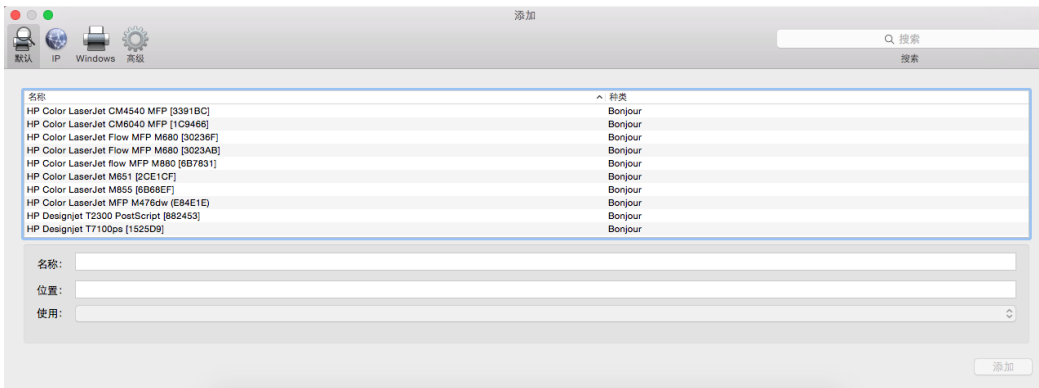 添加
默认 IP Windows 高级
搜索
搜索
名称 种类
HP Color LaserJet CM4540 MFP [3391BC] Bonjour
HP Color LaserJet CM6040 MFP [1C9466] Bonjour
HP Color LaserJet Flow MFP M680 [30236F] Bonjour
HP Color LaserJet Flow MFP M680 [3023AB] Bonjour
HP Color LaserJet flow MFP M880 [6B7831] Bonjour
HP Color LaserJet M651 [2CE1CF] Bonjour
HP Color LaserJet M855 [6B68EF] Bonjour
HP Color LaserJet MFP M476dw (E84E1E) Bonjour
HP Designjet T2300 PostScript [882453] Bonjour
HP Designjet T7100ps [1525D9] Bonjour
名称:
位置:
使用:
添加